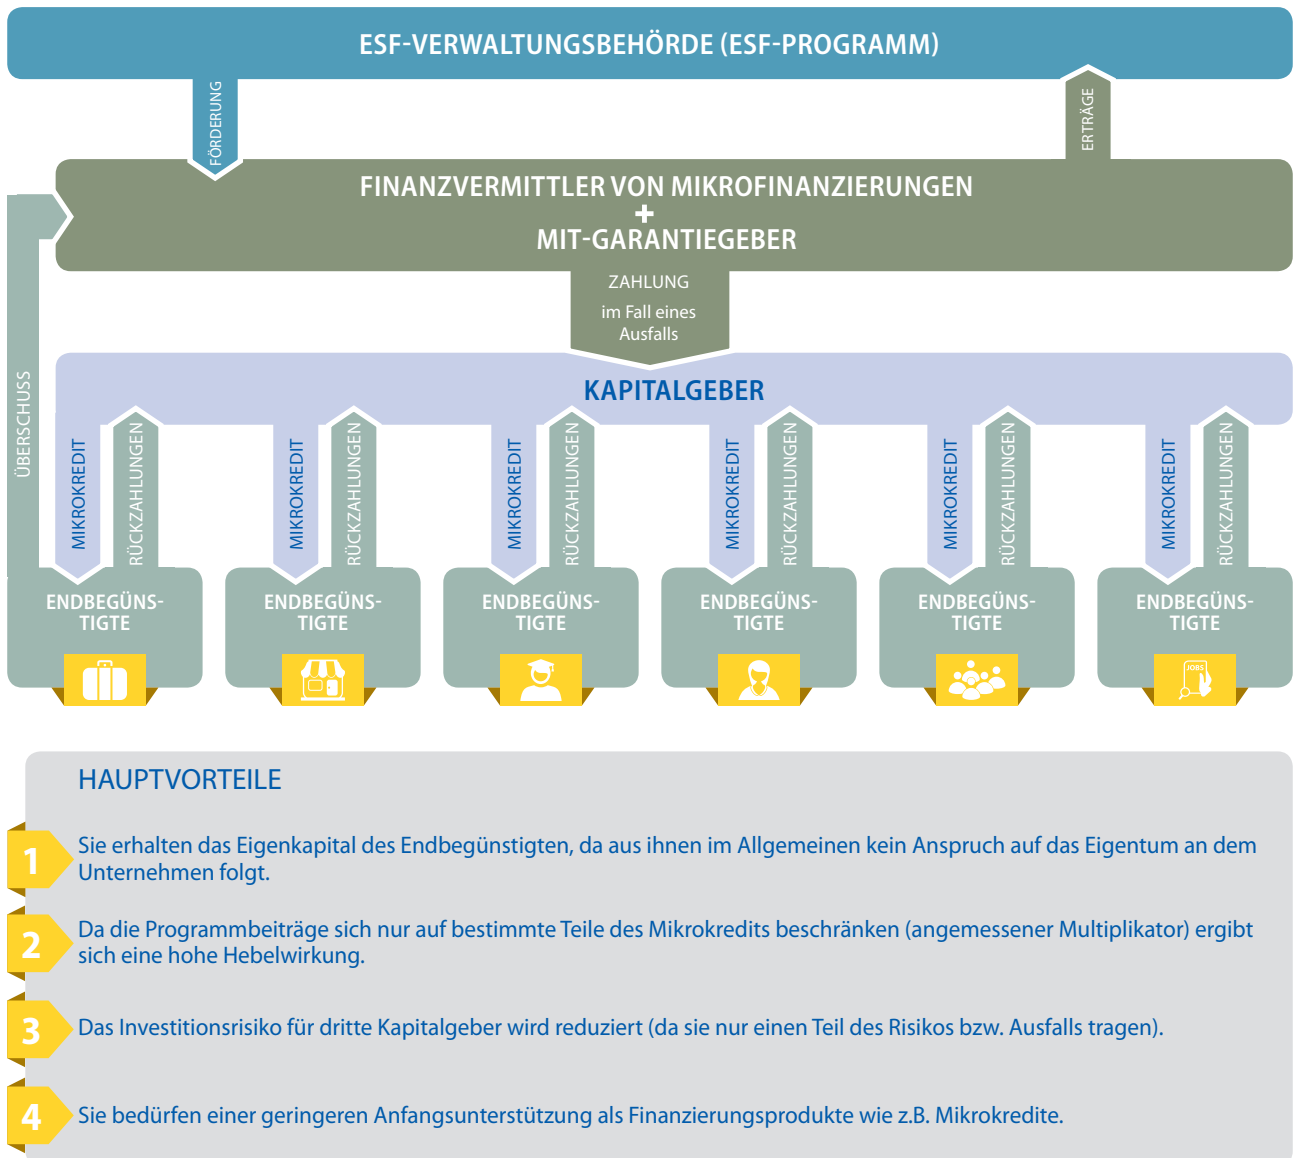 ESF-VERWALTUNGSBEHÖRDE (ESF-PROGRAMM)
FÖRDERUNG
ERTRÄGE
FINANZVERMITTLER VON MIKROFINANZIERUNGEN
+
MIT-GARANTIEGEBER
ZAHLUNG
im Fall eines
Ausfalls
ÜBERSCHUSS
KAPITALGEBER
MIKROKREDIT
RÜCKZAHLUNGEN
MIKROKREDIT
RÜCKZAHLUNGEN
MIKROKREDIT
RÜCKZAHLUNGEN
MIKROKREDIT
RÜCKZAHLUNGEN
MIKROKREDIT
RÜCKZAHLUNGEN
MIKROKREDIT
RÜCKZAHLUNGEN
ENDBEGÜNS-
TIGTE
ENDBEGÜNS-
TIGTE
ENDBEGÜNS-
TIGTE
ENDBEGÜNS-
TIGTE
ENDBEGÜNS-
TIGTE
ENDBEGÜNS-
TIGTE
JOBS
HAUPTVORTEILE
1
Sie erhalten das Eigenkapital des Endbegünstigten, da aus ihnen im Allgemeinen kein Anspruch auf das Eigentum an dem
Unternehmen folgt.
2
Da die Programmbeiträge sich nur auf bestimmte Teile des Mikrokredits beschränken (angemessener Multiplikator) ergibt
sich eine hohe Hebelwirkung.
3
Das Investitionsrisiko für dritte Kapitalgeber wird reduziert (da sie nur einen Teil des Risikos bzw. Ausfalls tragen).
4
Sie bedürfen einer geringeren Anfangsunterstützung als Finanzierungsprodukte wie z.B. Mikrokredite.